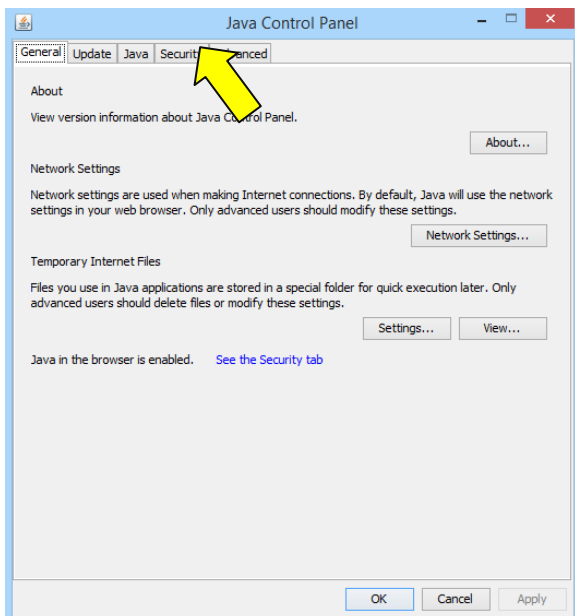 Java Control Panel
General Update Java Security Advanced
About
View version information about Java Control Panel.
About...
Network Settings
Network settings are used when making Internet connections. By default, Java will use the network
settings in your web browser. Only advanced users should modify these settings.
Network Settings...
Temporary Internet Files
Files you use in Java applications are stored in a special folder for quick execution later. Only
advanced users should delete files or modify these settings.
Settings... View...
Java in the browser is enabled. See the Security tab
OK Cancel Apply